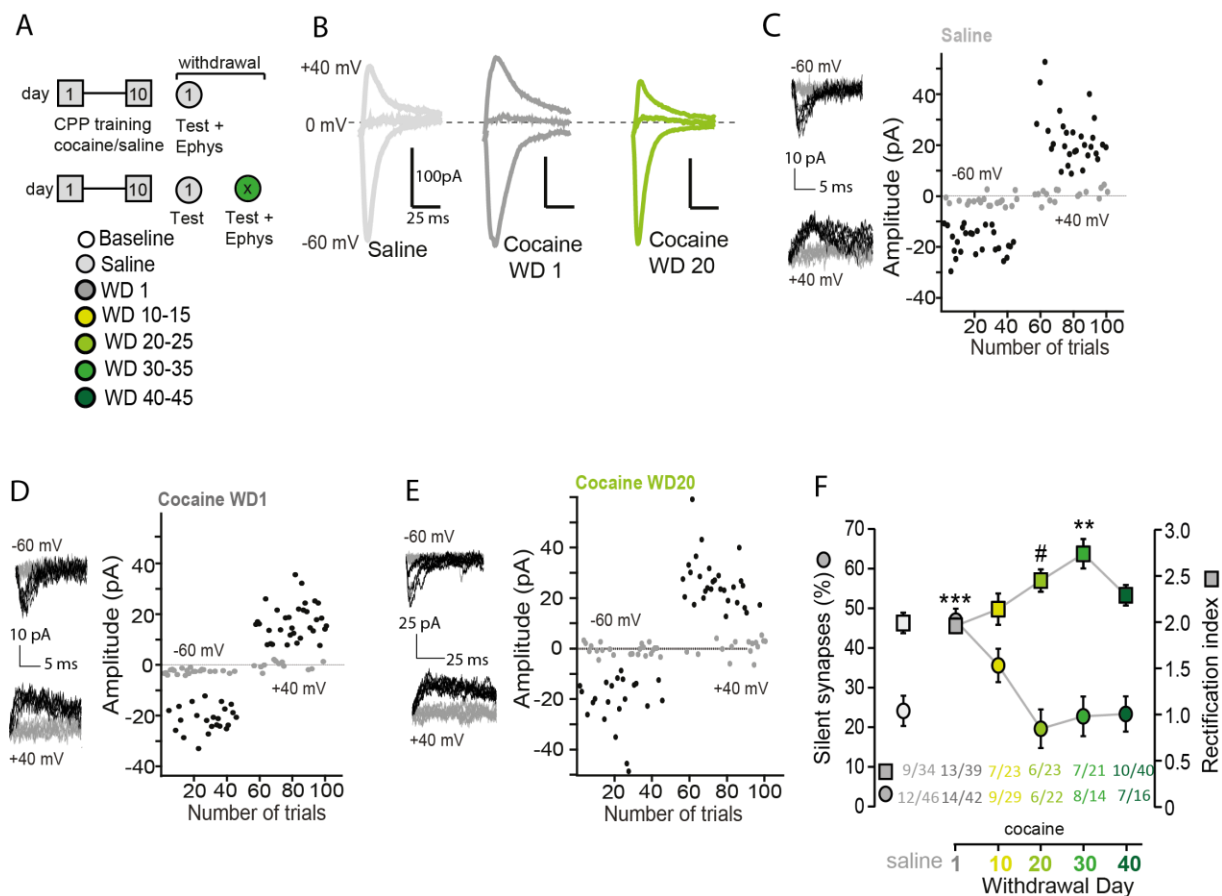 A
withdrawal
day 1 10 1
CPP training
cocaine/saline
Test +
Ephys
day 1 10 1 x
Test
Test +
Ephys
Baseline
Saline
WD 1
WD 10-15
WD 20-25
WD 30-35
WD 40-45
B
+40 mV
0 mV
-60 mV
100pA
25 ms
Saline
Cocaine
WD 1
Cocaine
WD 20
C
Saline
-60 mV
10 pA
5 ms
+40 mV
Amplitude (pA)
40
20
0
-20
-40
-60 mV
+40 mV
20 40 60 80 100
Number of trials
D
Cocaine WD1
-60 mV
10 pA
5 ms
+40 mV
Amplitude (pA)
40
20
0
-20
-40
-60 mV
+40 mV
20 40 60 80 100
Number of trials
E
Cocaine WD20
-60 mV
25 pA
25 ms
+40 mV
Amplitude (pA)
40
20
0
-20
-40
-60 mV
+40 mV
20 40 60 80 100
Number of trials
F
Silent synapses (%)
70
60
50
40
30
20
10
0
***
#
**
9/34 13/39 7/23 6/23 7/21 10/40
12/46 14/42 9/29 6/22 8/14 7/16
3.0
2.5
2.0
1.5
1.0
0.5
0
Rectification index
cocaine
saline 1 10 20 30 40
Withdrawal Day